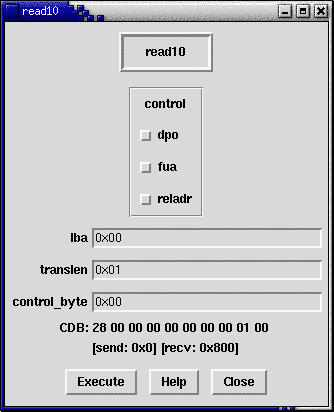 read10
read10
control
dpo
fua
reladr
lba 0x00
translen 0x01
control_byte 0x00
CDB: 28 00 00 00 00 00 00 00 01 00
[send: 0x0] [recv: 0x800]
Execute Help Close